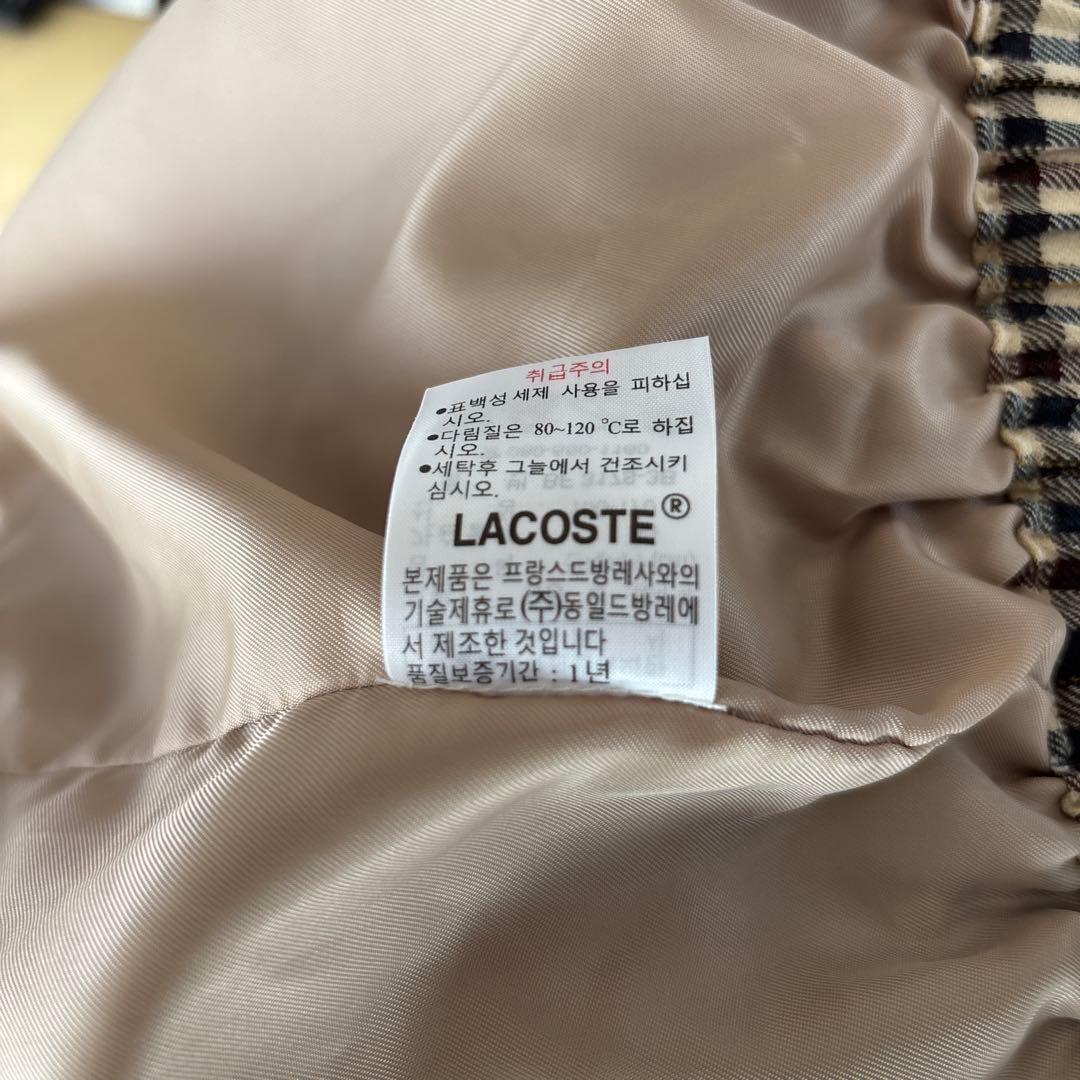 취급주의
●표백성 세제 사용을 피하십
시오.
●다림질은 80~120 ℃로 하집
시오.
●세탁후 그늘에서 건조시키
십시오.
LACOSTE®
본제품은 프랑스드방레사와의
기술제휴로 (주)동일드방레에
서 제조한 것입니다
품질보증기간 : 1년